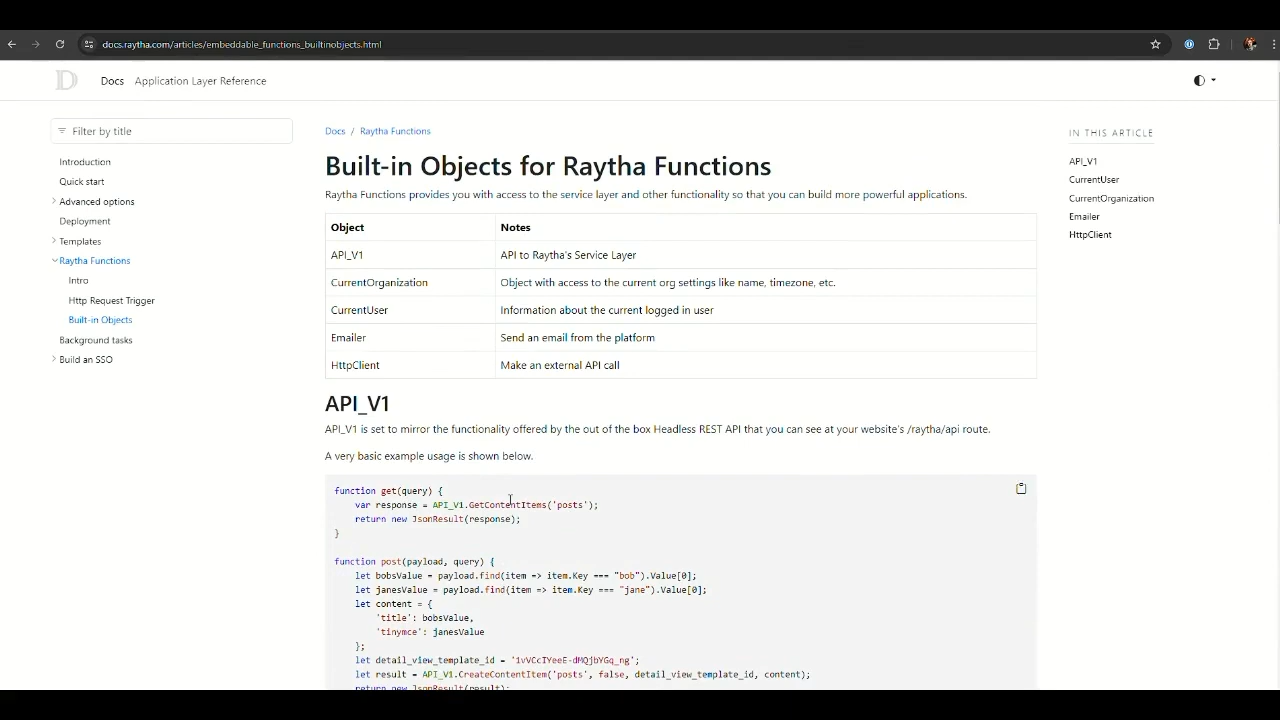 docs.raytha.com/articles/embeddable_functions_builtinobjects.html
D Docs Application Layer Reference
Filter by title
Introduction
Quick start
Advanced options
Deployment
Templates
Raytha Functions
Intro
Http Request Trigger
Built-in Objects
Background tasks
Build an SSO
Docs / Raytha Functions
Built-in Objects for Raytha Functions
Raytha Functions provides you with access to the service layer and other functionality so that you can build more powerful applications.
Object Notes
API_V1 API to Raytha's Service Layer
CurrentOrganization Object with access to the current org settings like name, timezone, etc.
CurrentUser Information about the current logged in user
Emailer Send an email from the platform
HttpClient Make an external API call
API_V1
API_V1 is set to mirror the functionality offered by the out of the box Headless REST API that you can see at your website's /raytha/api route.
A very basic example usage is shown below.
function get(query) {
var response = API_V1.GetContentItems('posts');
return new JsonResult(response);
}
function post(payload, query) {
let bobsValue = payload.find(item => item.Key === "bob").Value[0];
let janesValue = payload.find(item => item.Key === "jane").Value[0];
let content = {
'title': bobsValue,
'tinymce': janesValue
};
let detail_view_template_id = '1vVCcIYeeE-dMQjbYGq_ng';
let result = API_V1.CreateContentItem('posts', false, detail_view_template_id, content);
return new JsonResult(result);
IN THIS ARTICLE
API_V1
CurrentUser
CurrentOrganization
Emailer
HttpClient